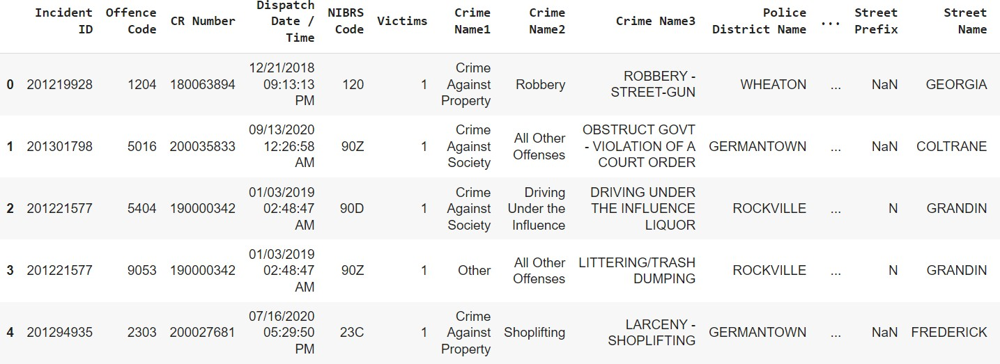 Incident ID Offence Code CR Number Dispatch Date / Time NIBRS Code Victims Crime Name1 Crime Name2 Crime Name3 Police District Name ... Street Prefix Street Name
0 201219928 1204 180063894 12/21/2018 09:13:13 PM 120 1 Crime Against Property Robbery ROBBERY - STREET-GUN WHEATON ... NaN GEORGIA
1 201301798 5016 200035833 09/13/2020 12:26:58 AM 90Z 1 Crime Against Society All Other Offenses OBSTRUCT GOVT - VIOLATION OF A COURT ORDER GERMANTOWN ... NaN COLTRANE
2 201221577 5404 190000342 01/03/2019 02:48:47 AM 90D 1 Crime Against Society Driving Under the Influence DRIVING UNDER THE INFLUENCE LIQUOR ROCKVILLE ... N GRANDIN
3 201221577 9053 190000342 01/03/2019 02:48:47 AM 90Z 1 Other All Other Offenses LITTERING/TRASH DUMPING ROCKVILLE ... N GRANDIN
4 201294935 2303 200027681 07/16/2020 05:29:50 PM 23C 1 Crime Against Property Shoplifting LARCENY - SHOPLIFTING GERMANTOWN ... NaN FREDERICK